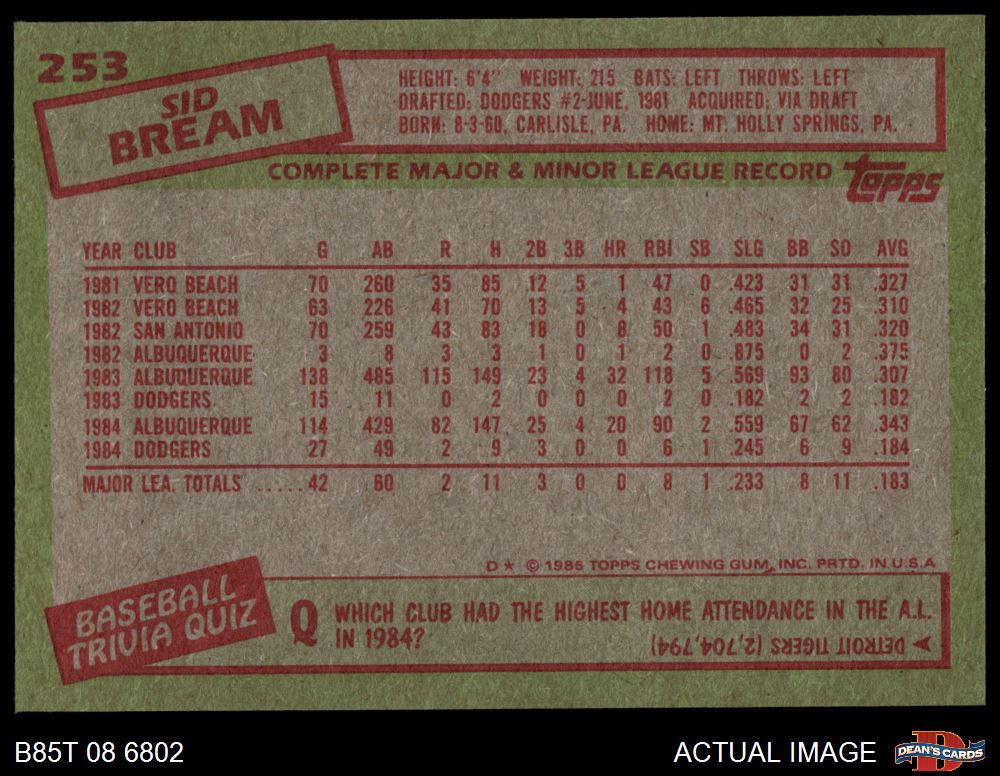 253
SID
BREAM
HEIGHT: 6'4" WEIGHT: 215 BATS: LEFT THROWS: LEFT
DRAFTED: DODGERS #2-JUNE, 1981 ACQUIRED: VIA DRAFT
BORN: 8-3-60, CARLISLE, PA. HOME: MT. HOLLY SPRINGS, PA.
COMPLETE MAJOR & MINOR LEAGUE RECORD topps
YEAR CLUB G AB R H 2B 3B HR RBI SB SLG BB SO AVG
1981 VERO BEACH 70 260 35 85 12 5 1 47 0 .423 31 31 .327
1982 VERO BEACH 63 226 41 70 13 5 4 43 6 .465 32 25 .310
1982 SAN ANTONIO 70 259 43 83 18 0 8 50 1 .483 34 31 .320
1982 ALBUQUERQUE 3 8 3 3 1 0 1 2 0 .875 0 2 .375
1983 ALBUQUERQUE 138 485 115 149 23 4 32 118 5 .569 93 80 .307
1983 DODGERS 15 11 0 2 0 0 0 2 0 .182 2 2 .182
1984 ALBUQUERQUE 114 429 82 147 25 4 20 90 2 .559 67 62 .343
1984 DODGERS 27 49 2 9 3 0 0 6 1 .245 6 9 .184
MAJOR LEA. TOTALS .....42 60 2 11 3 0 0 8 1 .233 8 11 .183
D★ © 1985 TOPPS CHEWING GUM, INC. PRTD. IN U.S.A
BASEBALL
TRIVIA QUIZ
Q WHICH CLUB HAD THE HIGHEST HOME ATTENDANCE IN THE A.L.
IN 1984?
DETROIT TIGERS (2,704,794)
B85T 08 6802
ACTUAL IMAGE
D
DEAN'S CARDS